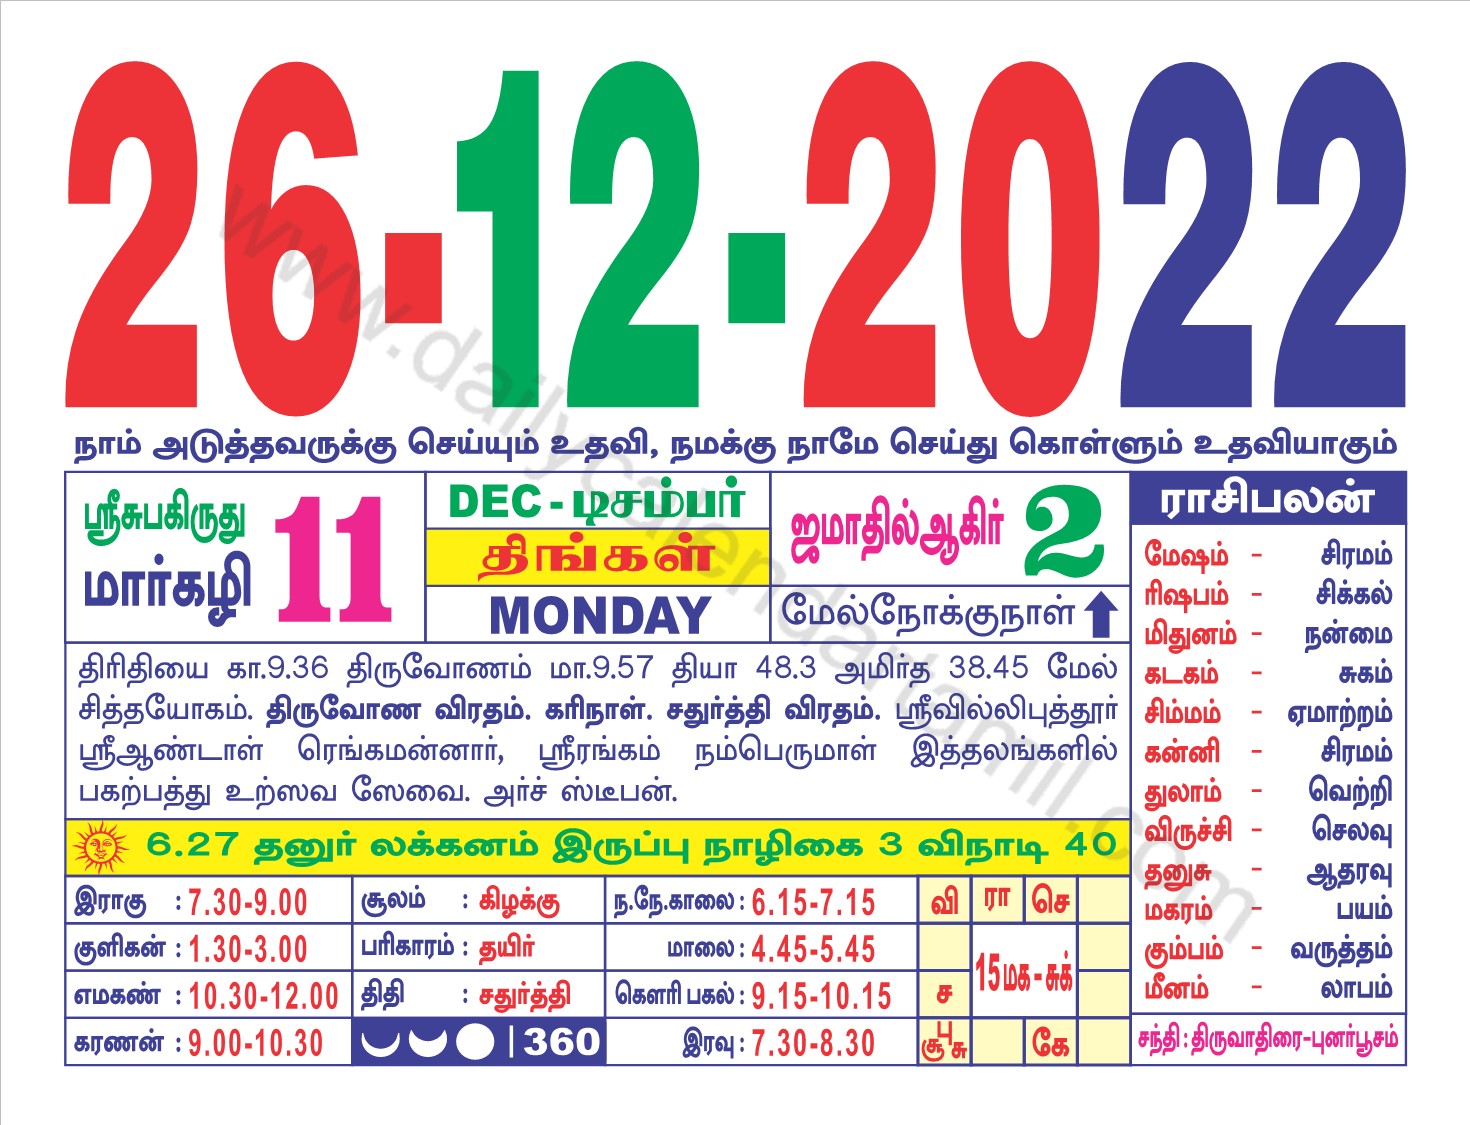 26-12-2022
நாம் அடுத்தவருக்கு செய்யும் உதவி, நமக்கு நாமே செய்து கொள்ளும் உதவியாகும்
ஸ்ரீசுபகிருது
மார்கழி 11
DEC - டிசம்பர்
திங்கள்
MONDAY
ஜமாதில்ஆகிர் 2
மேல்நோக்குநாள்
திரிதியை கா.9.36 திருவோணம் மா.9.57 தியா 48.3 அமிர்த 38.45 மேல்
சித்தயோகம். திருவோண விரதம். கரிநாள். சதுர்த்தி விரதம். ஸ்ரீவில்லிபுத்தூர்
ஸ்ரீஆண்டாள் ரெங்கமன்னார், ஸ்ரீரங்கம் நம்பெருமாள் இத்தலங்களில்
பகற்பத்து உற்ஸவ ஸேவை. அர்ச் ஸ்டீபன்.
6.27 தனுர் லக்கனம் இருப்பு நாழிகை 3 விநாடி 40
இராகு : 7.30-9.00
குளிகன் : 1.30-3.00
எமகண் : 10.30-12.00
கரணன் : 9.00-10.30
சூலம் : கிழக்கு
பரிகாரம் : தயிர்
திதி : சதுர்த்தி
360
ந.நே.காலை : 6.15-7.15
மாலை : 4.45-5.45
கௌரி பகல் : 9.15-10.15
இரவு : 7.30-8.30
வி ரா செ
15 மக - சுக்
ச
சூ பு சு கே
ராசிபலன்
மேஷம் - சிரமம்
ரிஷபம் - சிக்கல்
மிதுனம் - நன்மை
கடகம் - சுகம்
சிம்மம் - ஏமாற்றம்
கன்னி - சிரமம்
துலாம் - வெற்றி
விருச்சி - செலவு
தனுசு - ஆதரவு
மகரம் - பயம்
கும்பம் - வருத்தம்
மீனம் - லாபம்
சந்தி : திருவாதிரை-புனர்பூசம்
www.dailycalendartamil.com